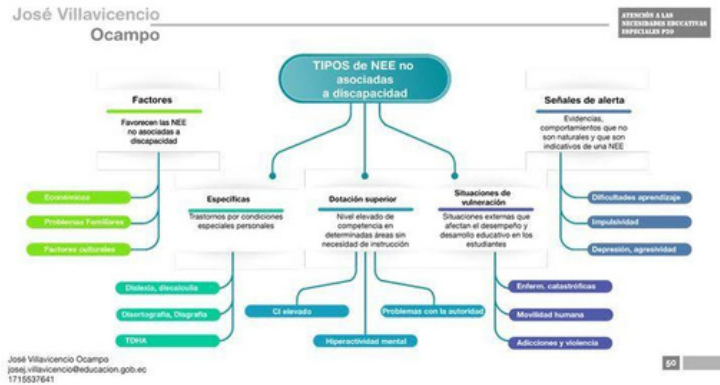 José Villavicencio
Ocampo
ATENCIÓN A LAS
NECESIDADES EDUCATIVAS
ESPECIALES P20
TIPOS de NEE no
asociadas
a discapacidad
Factores
Favorecen las NEE
no asociadas a
discapacidad
Económicos
Problemas Familiares
Factores culturales
Específicas
Trastornos por condiciones
especiales personales
Dislexia, discalculia
Disortografía, Disgrafía
TDHA
Dotación superior
Nivel elevado de
competencia en
determinadas áreas sin
necesidad de instrucción
CI elevado
Hiperactividad mental
Problemas con la autoridad
Situaciones de
vulneración
Situaciones externas que
afectan el desempeño y
desarrollo educativo en los
estudiantes
Enferm. catastróficas
Movilidad humana
Adicciones y violencia
Señales de alerta
Evidencias,
comportamientos que no
son naturales y que son
indicativos de una NEE
Dificultades aprendizaje
Impulsividad
Depresión, agresividad
José Villavicencio Ocampo
josej.villavicencio@educacion.gob.ec
1715537641
50